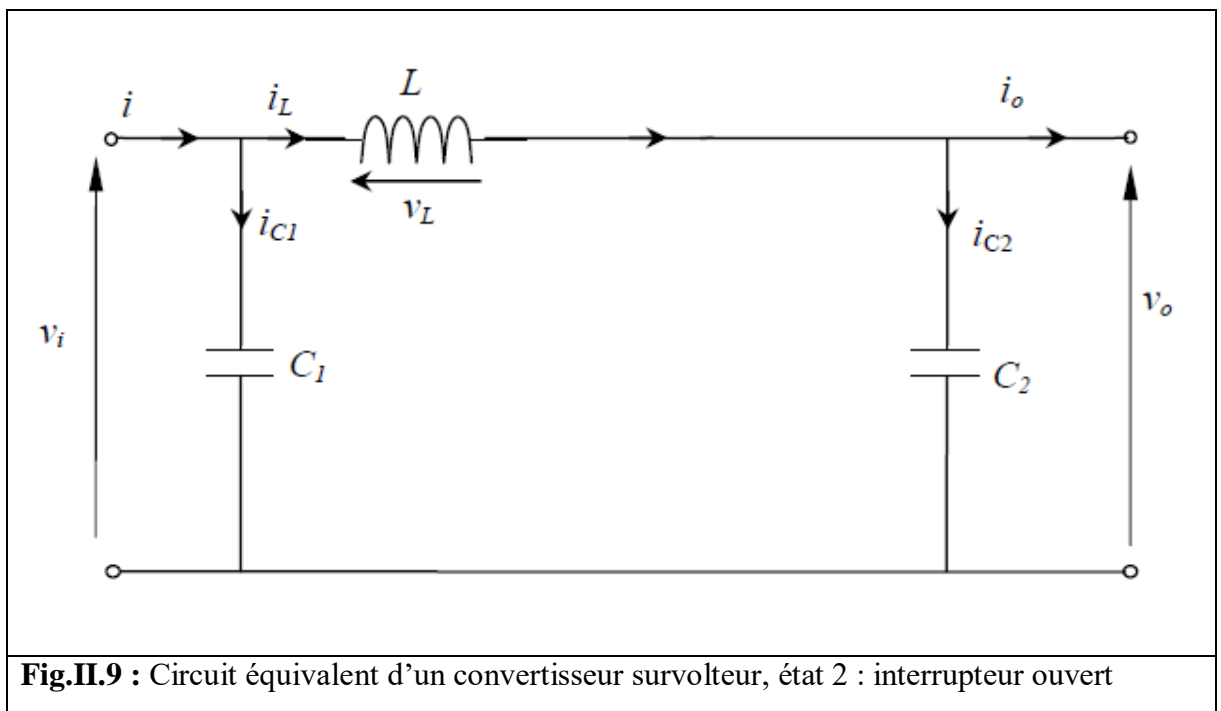 i
i_L
L
i_o
v_L
i_C1
i_C2
v_i
C_1
C_2
v_o
Fig.II.9 : Circuit équivalent d’un convertisseur survolteur, état 2 : interrupteur ouvert